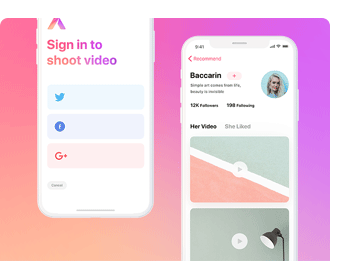 Sign in to
shoot video
G+
Cancel
9:41
Recommend
Baccarin
+
Simple art comes from life,
beauty is invisible
12K Followers 198 Following
Her Video She Liked